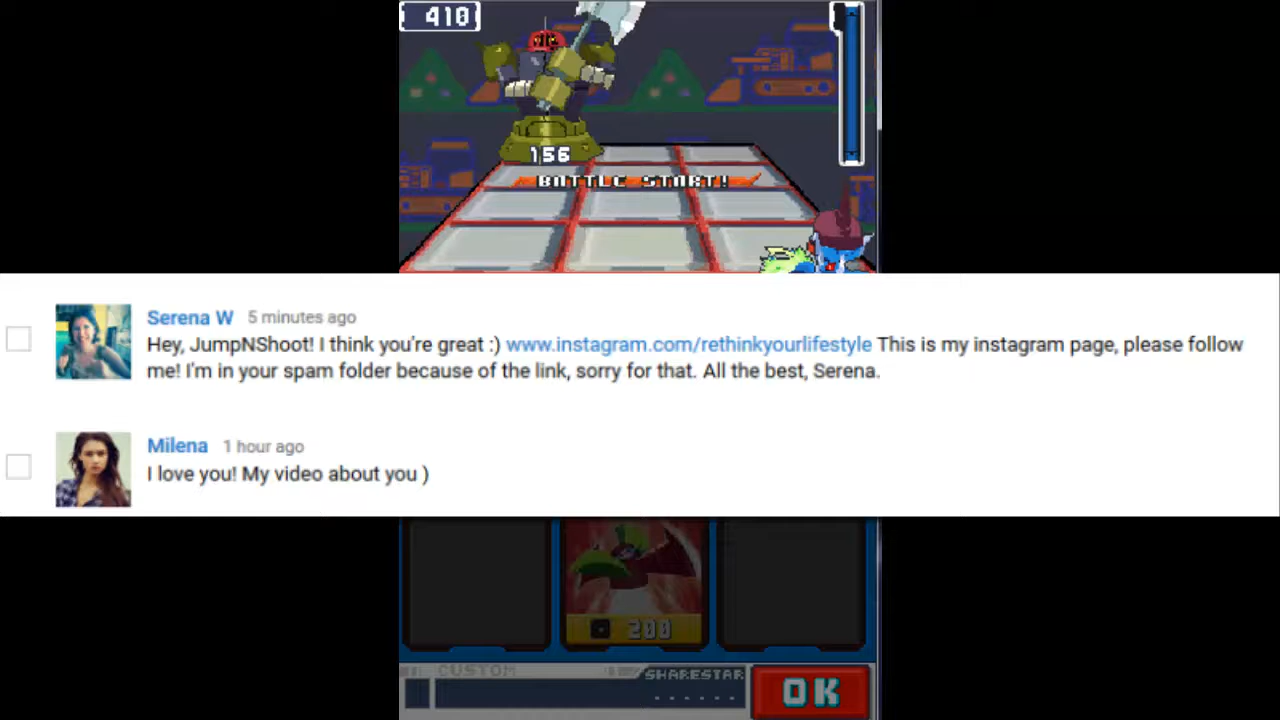 410
156
BATTLE START!
Serena W 5 minutes ago
Hey, JumpNShoot! I think you're great :) www.instagram.com/rethinkyourlifestyle This is my instagram page, please follow
me! I'm in your spam folder because of the link, sorry for that. All the best, Serena.
Milena 1 hour ago
I love you! My video about you )
200
CUSTOM
SHARESTAR
OK